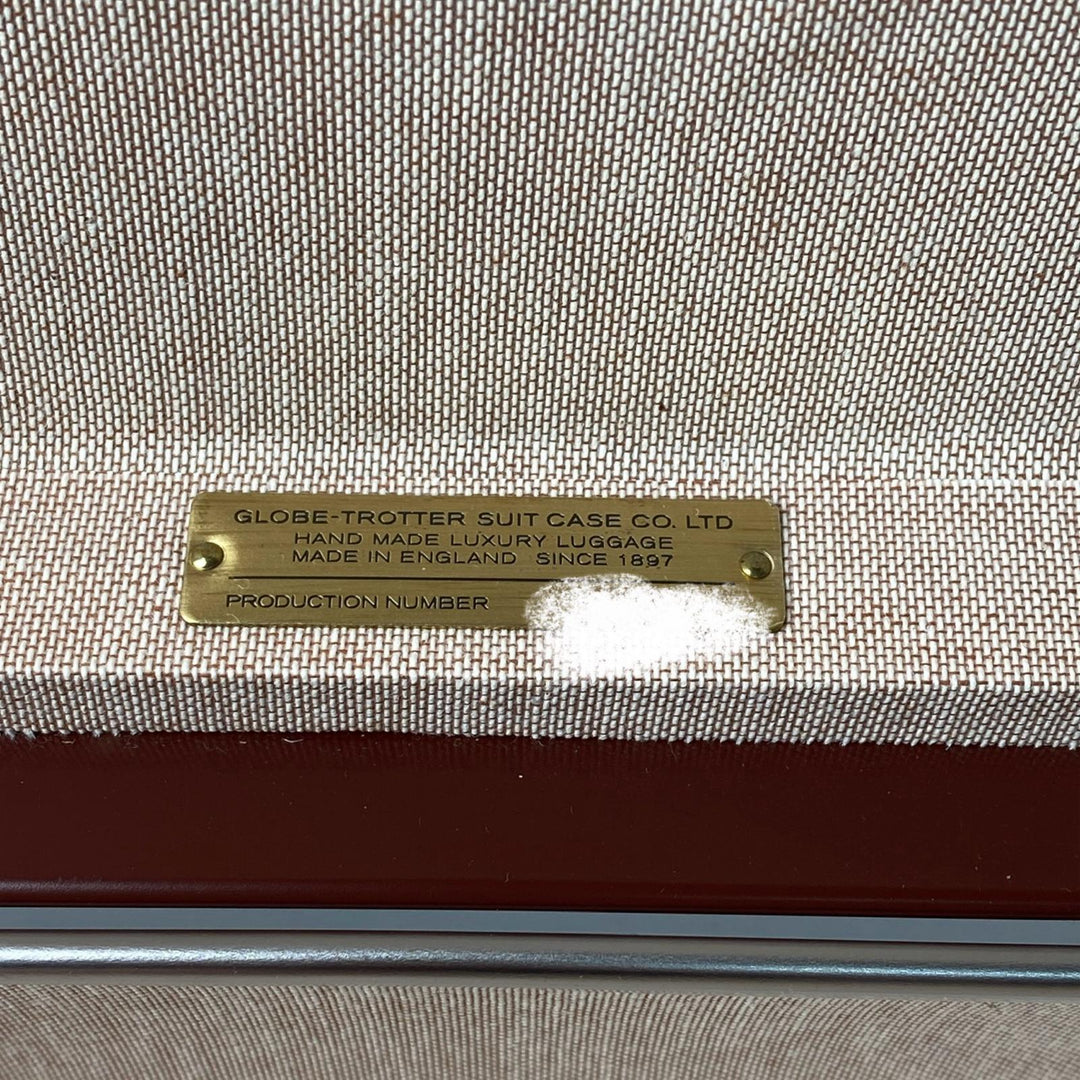 GLOBE-TROTTER SUIT CASE CO. LTD
HAND MADE LUXURY LUGGAGE
MADE IN ENGLAND SINCE 1897
PRODUCTION NUMBER